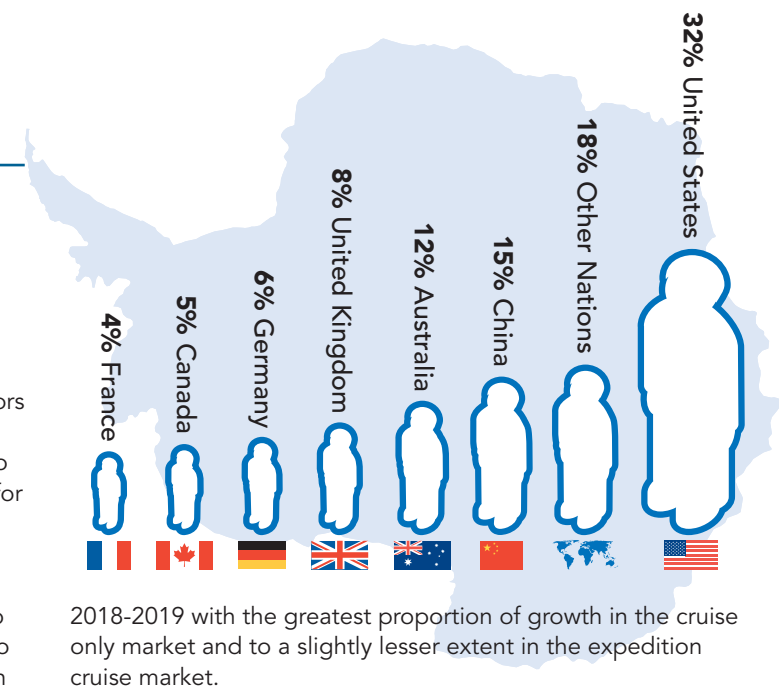 4% France
5% Canada
6% Germany
8% United Kingdom
12% Australia
15% China
18% Other Nations
32% United States
ors
o
for
o
o
n
2018-2019 with the greatest proportion of growth in the cruise
only market and to a slightly lesser extent in the expedition
cruise market.